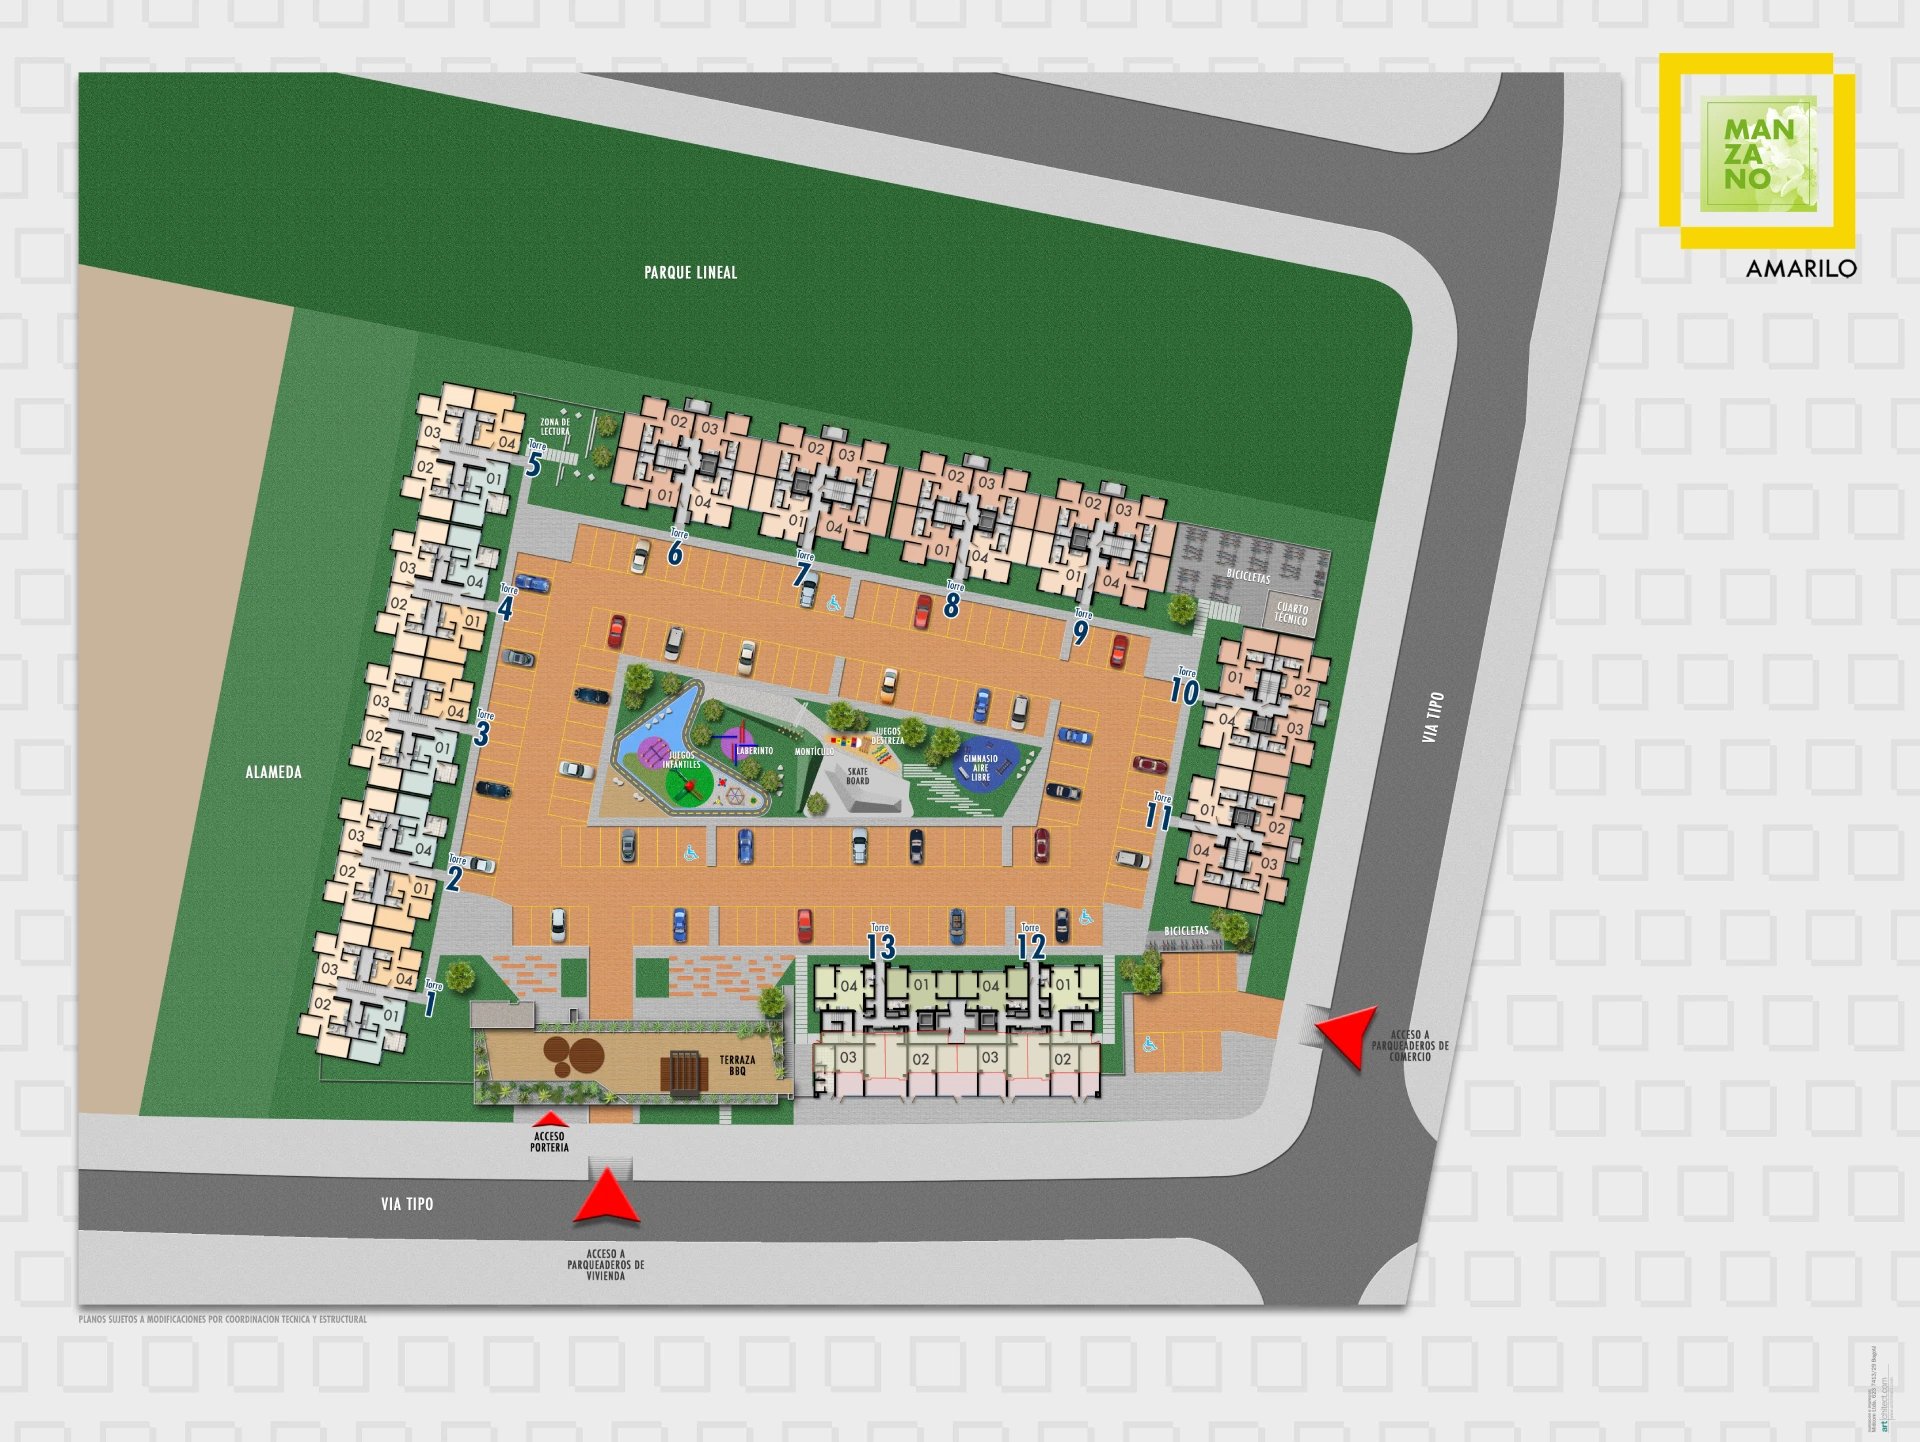 MAN
ZA
NO
AMARILO
PARQUE LINEAL
ZONA DE
LECTURA
03
04
02
01
Torre
5
02
03
01
04
Torre
6
02
03
01
04
Torre
7
02
03
01
04
Torre
8
02
03
01
04
Torre
9
BICICLETAS
CUARTO
TÉCNICO
03
04
02
01
Torre
4
03
04
02
01
Torre
3
03
04
02
01
Torre
2
03
04
02
01
Torre
1
01
02
04
03
Torre
10
01
02
04
03
Torre
11
BICICLETAS
JUEGOS
INFANTILES
LABERINTO
MONTÍCULO
JUEGOS
DESTREZA
SKATE
BOARD
GIMNASIO
AIRE
LIBRE
ALAMEDA
VIA TIPO
Torre
13
Torre
12
04
01
04
01
03
02
03
02
TERRAZA
BBQ
ACCESO A
PARQUEADEROS DE
COMERCIO
ACCESO
PORTERIA
VIA TIPO
ACCESO A
PARQUEADEROS DE
VIVIENDA
PLANOS SUJETOS A MODIFICACIONES POR COORDINACION TECNICA Y ESTRUCTURAL